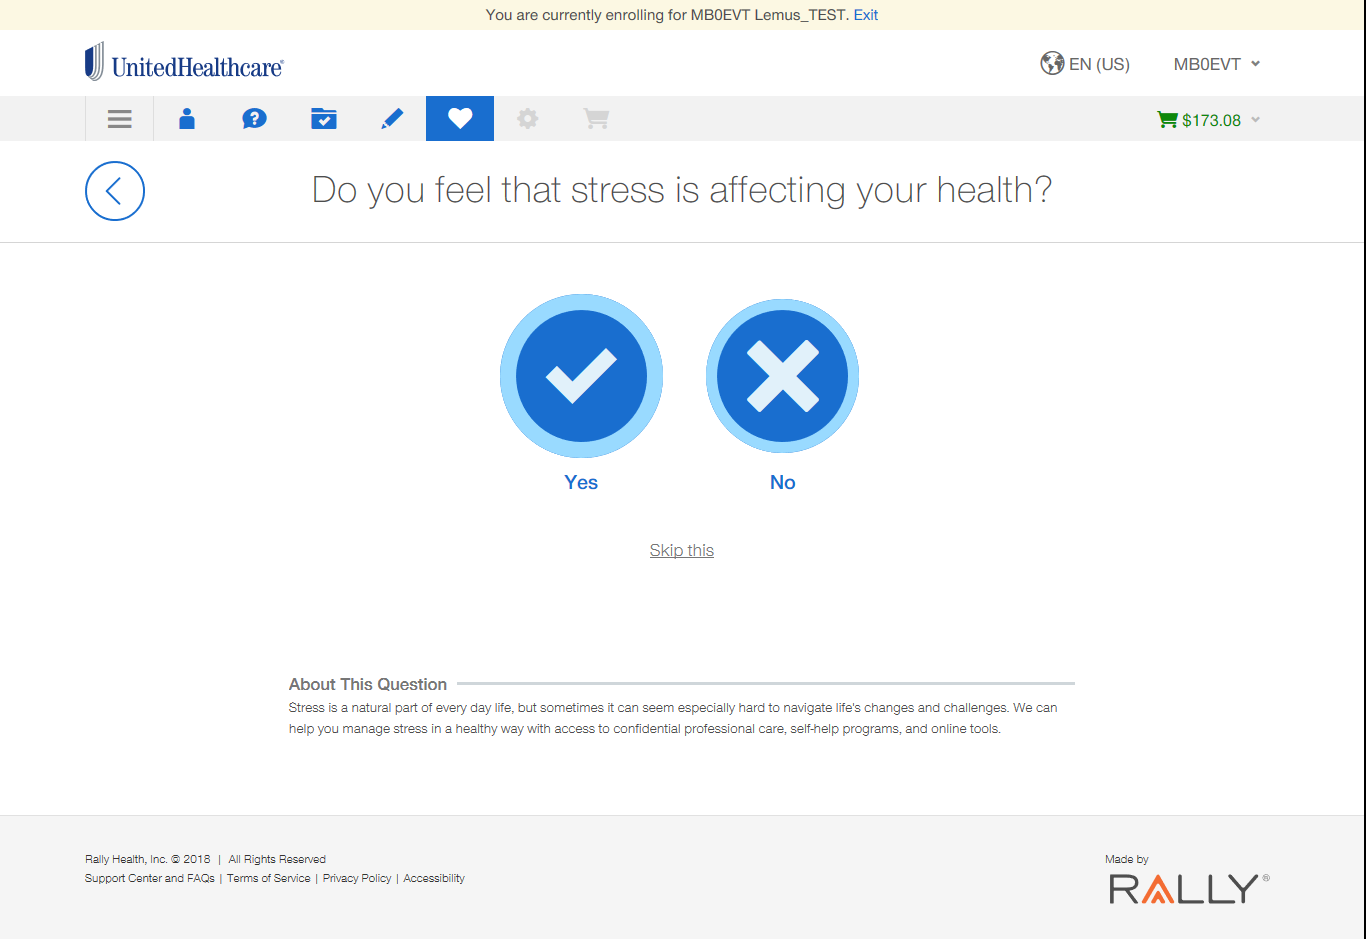 You are currently enrolling for MB0EVT Lemus_TEST. Exit
UnitedHealthcare®
EN (US)
MB0EVT
$173.08
Do you feel that stress is affecting your health?
Yes
No
Skip this
About This Question
Stress is a natural part of every day life, but sometimes it can seem especially hard to navigate life's changes and challenges. We can
help you manage stress in a healthy way with access to confidential professional care, self-help programs, and online tools.
Rally Health, Inc. © 2018 | All Rights Reserved
Support Center and FAQs | Terms of Service | Privacy Policy | Accessibility
Made by
RALLY®